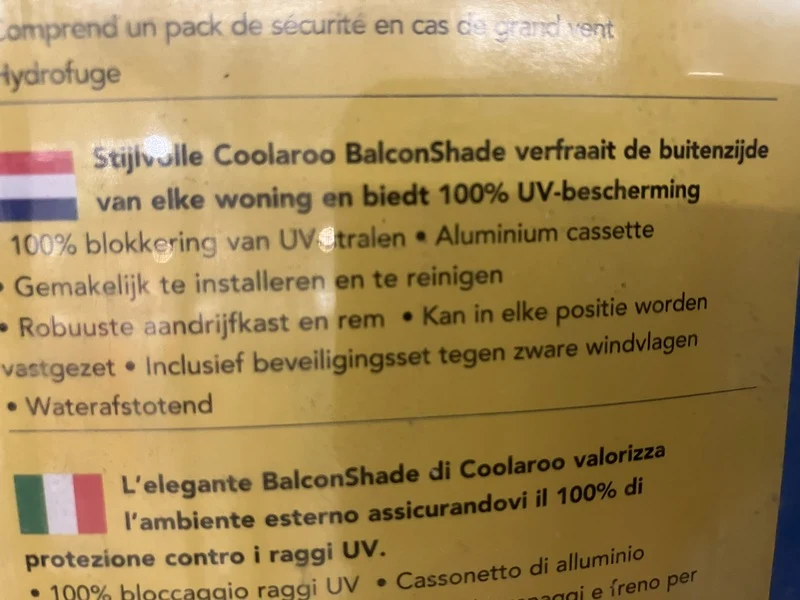 Comprend un pack de sécurité en cas de grand vent
Hydrofuge
Stijlvolle Coolaroo BalconShade verfraait de buitenzijde
van elke woning en biedt 100% UV-bescherming
100% blokkering van UV stralen • Aluminium cassette
• Gemakelijk te installeren en te reinigen
• Robuuste aandrijfkast en rem • Kan in elke positie worden
vastgezet • Inclusief beveiligingsset tegen zware windvlagen
• Waterafstotend
L'elegante BalconShade di Coolaroo valorizza
l'ambiente esterno assicurandovi il 100% di
protezione contro i raggi UV.
• 100% bloccaggio raggi UV • Cassonetto di alluminio
e freno per